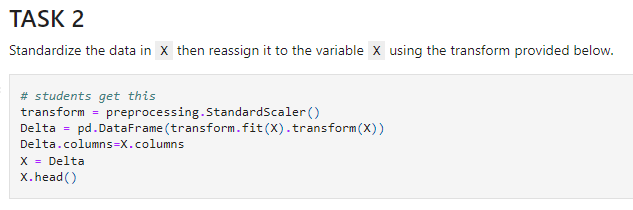 TASK 2
Standardize the data in X then reassign it to the variable X using the transform provided below.
# students get this
transform = preprocessing.StandardScaler()
Delta = pd.DataFrame(transform.fit(X).transform(X))
Delta.columns=X.columns
X = Delta
X.head()